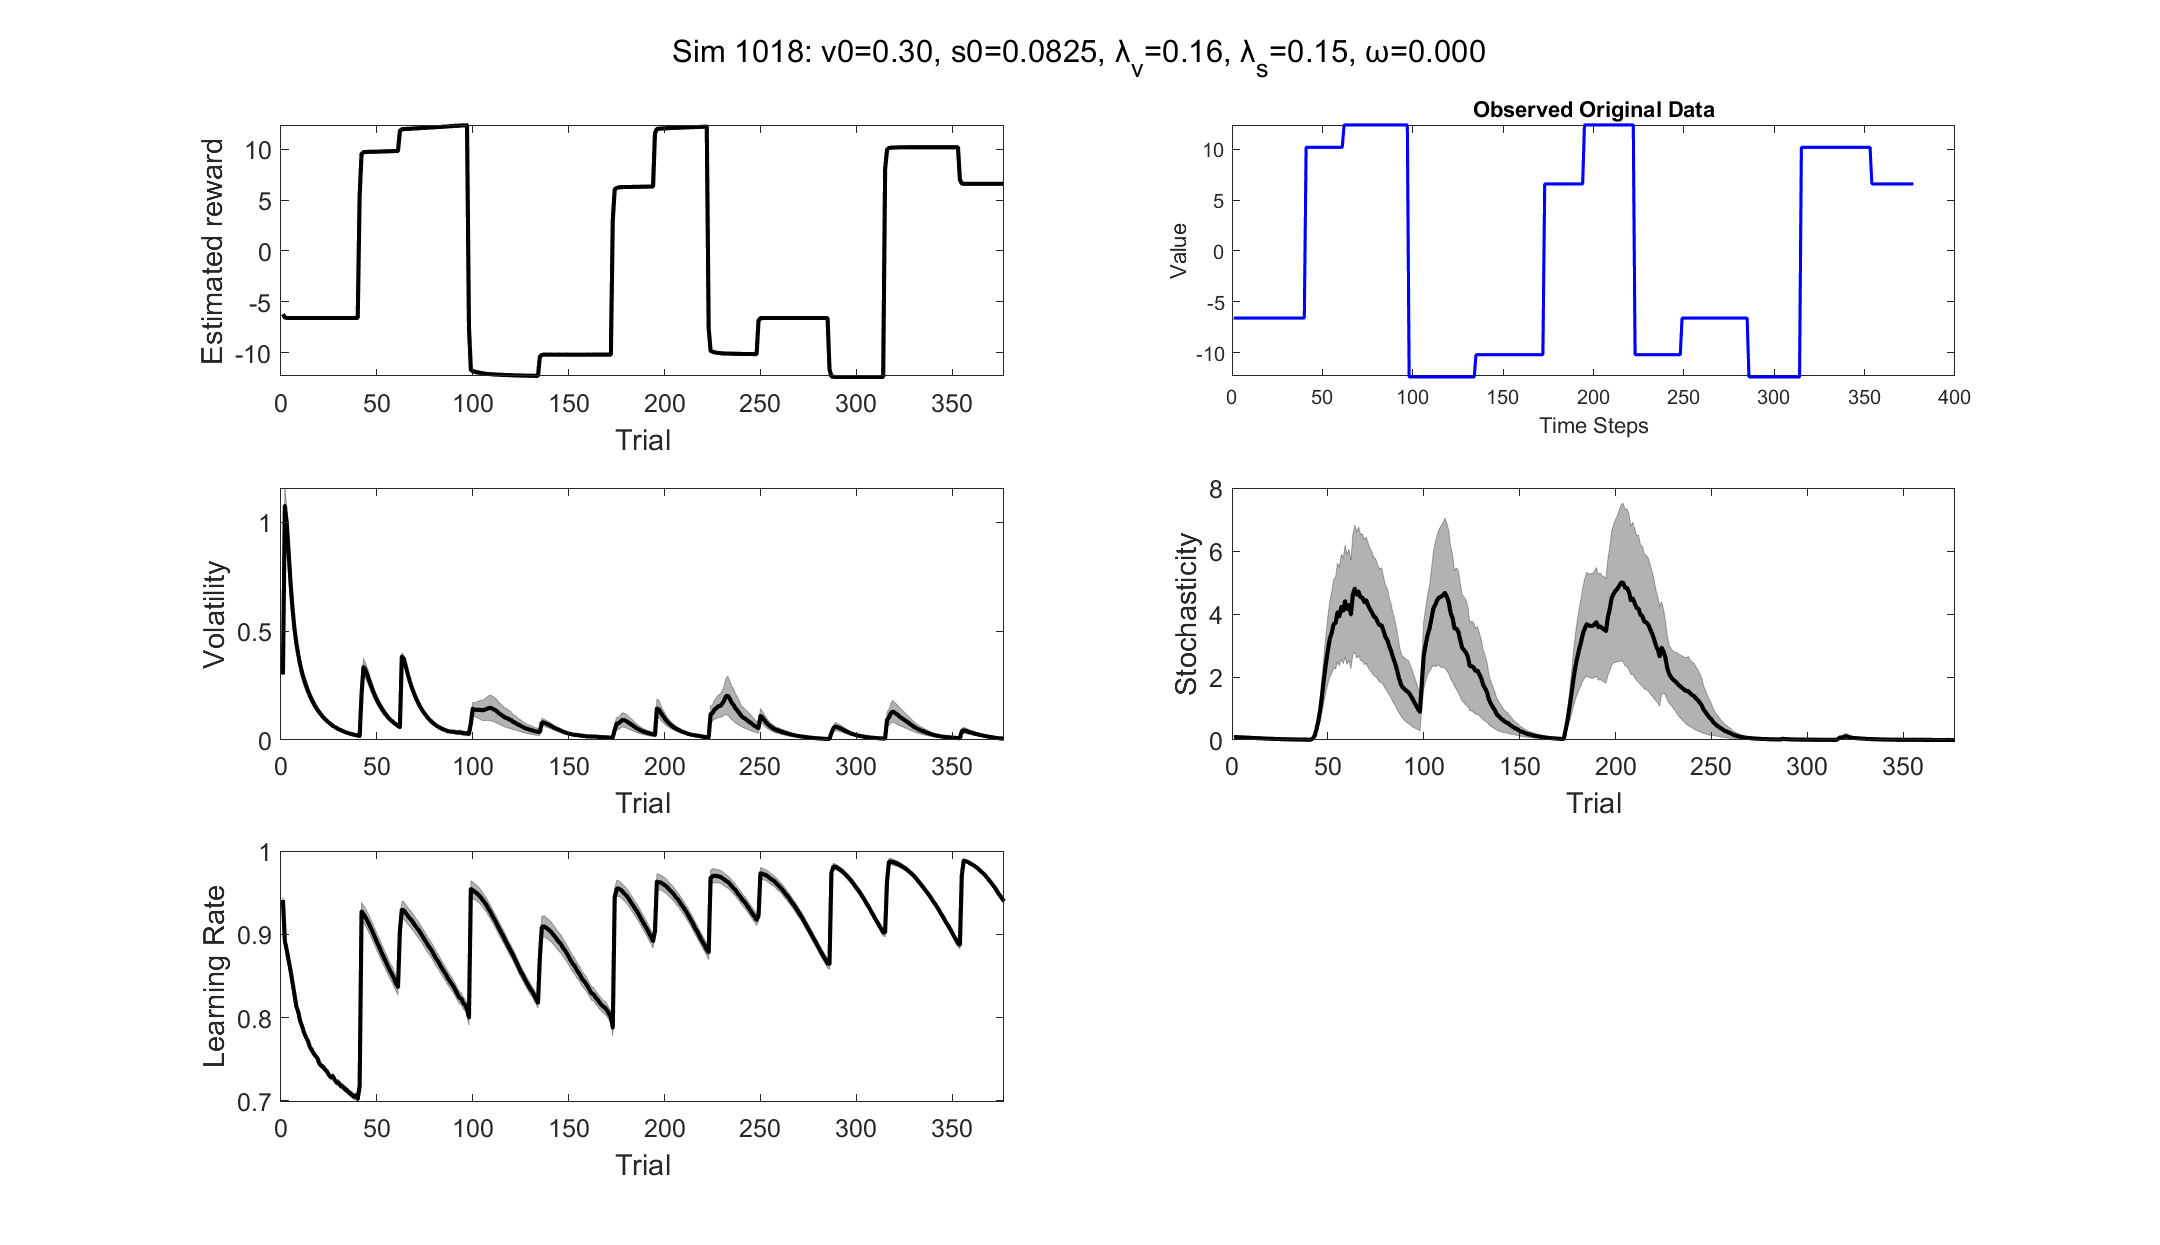 Sim 1018: v0=0.30, s0=0.0825, λv=0.16, λs=0.15, ω=0.000
Estimated reward
10
5
0
-5
-10
0 50 100 150 200 250 300 350
Trial
Observed Original Data
Value
10
5
0
-5
-10
0 50 100 150 200 250 300 350 400
Time Steps
Volatility
1
0.5
0
0 50 100 150 200 250 300 350
Trial
Stochasticity
8
6
4
2
0
0 50 100 150 200 250 300 350
Trial
Learning Rate
1
0.9
0.8
0.7
0 50 100 150 200 250 300 350
Trial